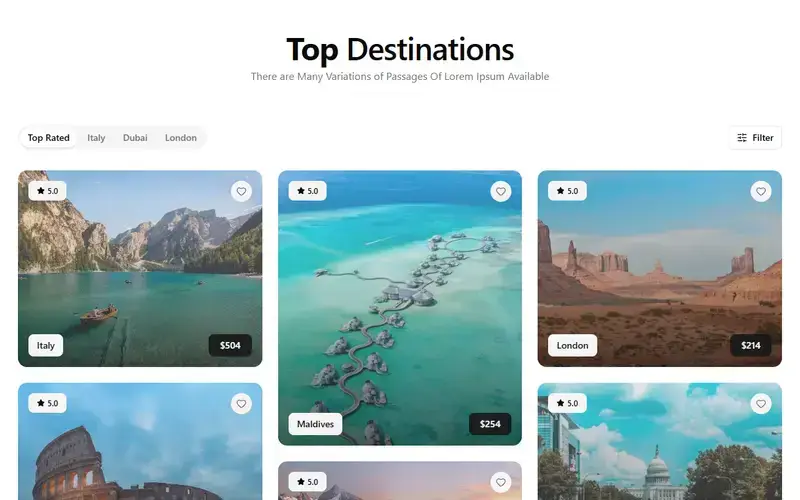 Top Destinations
There are Many Variations of Passages Of Lorem Ipsum Available
Top Rated Italy Dubai London
Filter
5.0
Italy
$504
5.0
Maldives
$254
5.0
London
$214
5.0
5.0
5.0